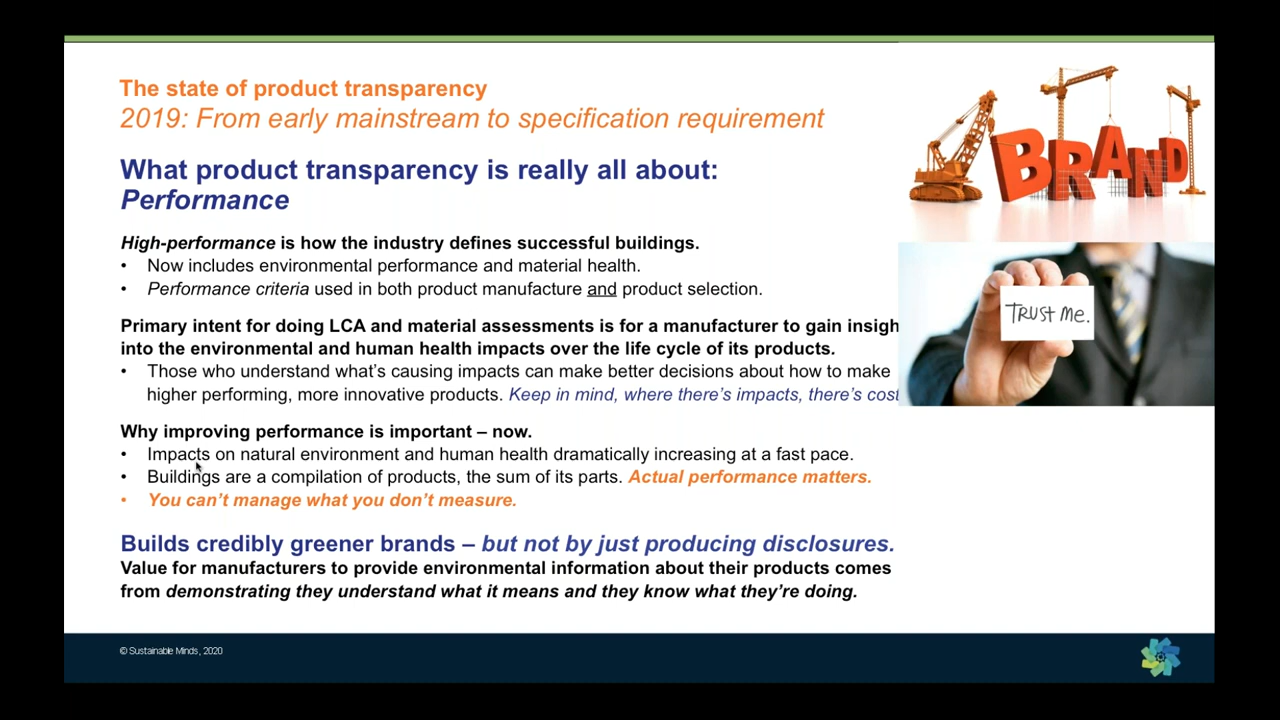 The state of product transparency
2019: From early mainstream to specification requirement
What product transparency is really all about:
Performance
High-performance is how the industry defines successful buildings.
• Now includes environmental performance and material health.
• Performance criteria used in both product manufacture and product selection.
Primary intent for doing LCA and material assessments is for a manufacturer to gain insigh
into the environmental and human health impacts over the life cycle of its products.
• Those who understand what's causing impacts can make better decisions about how to make
higher performing, more innovative products. Keep in mind, where there's impacts, there's cost
Why improving performance is important – now.
• Impacts on natural environment and human health dramatically increasing at a fast pace.
• Buildings are a compilation of products, the sum of its parts. Actual performance matters.
• You can't manage what you don't measure.
Builds credibly greener brands – but not by just producing disclosures.
Value for manufacturers to provide environmental information about their products comes
from demonstrating they understand what it means and they know what they're doing.
BRAND
TRUST ME.
© Sustainable Minds, 2020